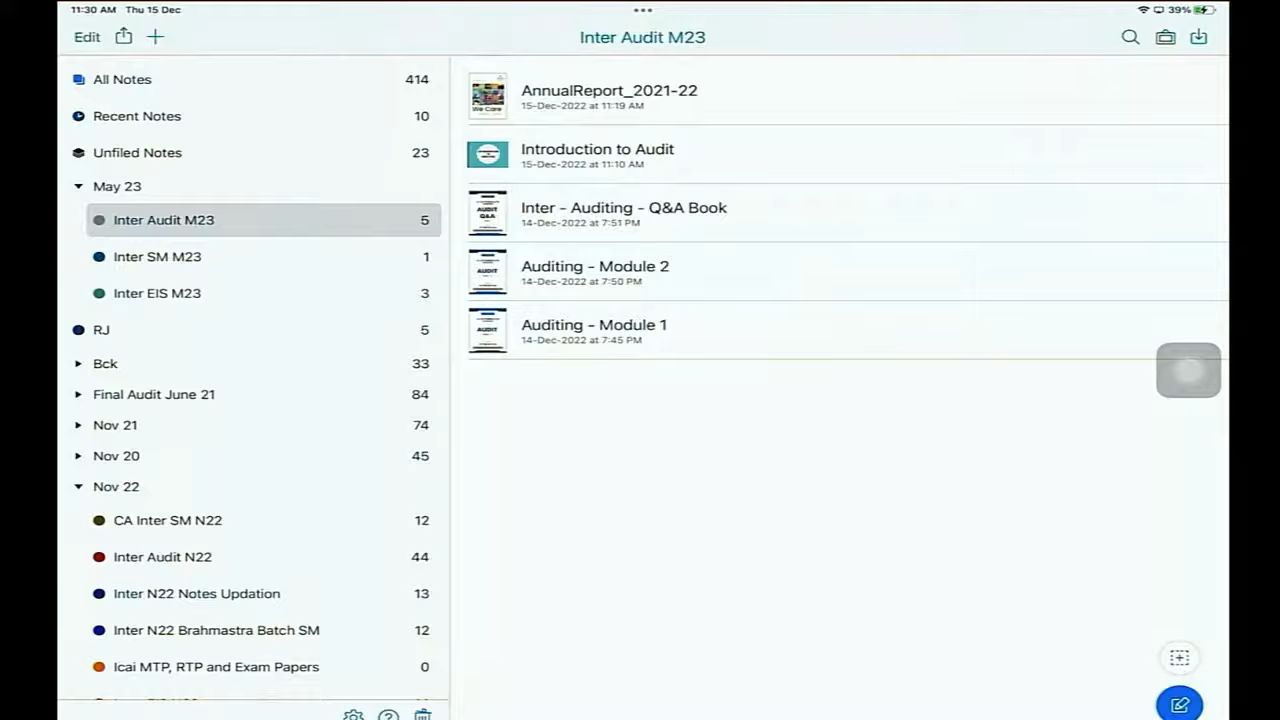 11:30 AM Thu 15 Dec
39%
Edit
Inter Audit M23
All Notes 414
Recent Notes 10
Unfiled Notes 23
May 23
Inter Audit M23 5
Inter SM M23 1
Inter EIS M23 3
RJ 5
Bck 33
Final Audit June 21 84
Nov 21 74
Nov 20 45
Nov 22
CA Inter SM N22 12
Inter Audit N22 44
Inter N22 Notes Updation 13
Inter N22 Brahmastra Batch SM 12
Icai MTP, RTP and Exam Papers 0
We Care
AnnualReport_2021-22
15-Dec-2022 at 11:19 AM
Introduction to Audit
15-Dec-2022 at 11:10 AM
AUDIT
Q&A
Inter - Auditing - Q&A Book
14-Dec-2022 at 7:51 PM
AUDIT
Auditing - Module 2
14-Dec-2022 at 7:50 PM
AUDIT
Auditing - Module 1
14-Dec-2022 at 7:45 PM